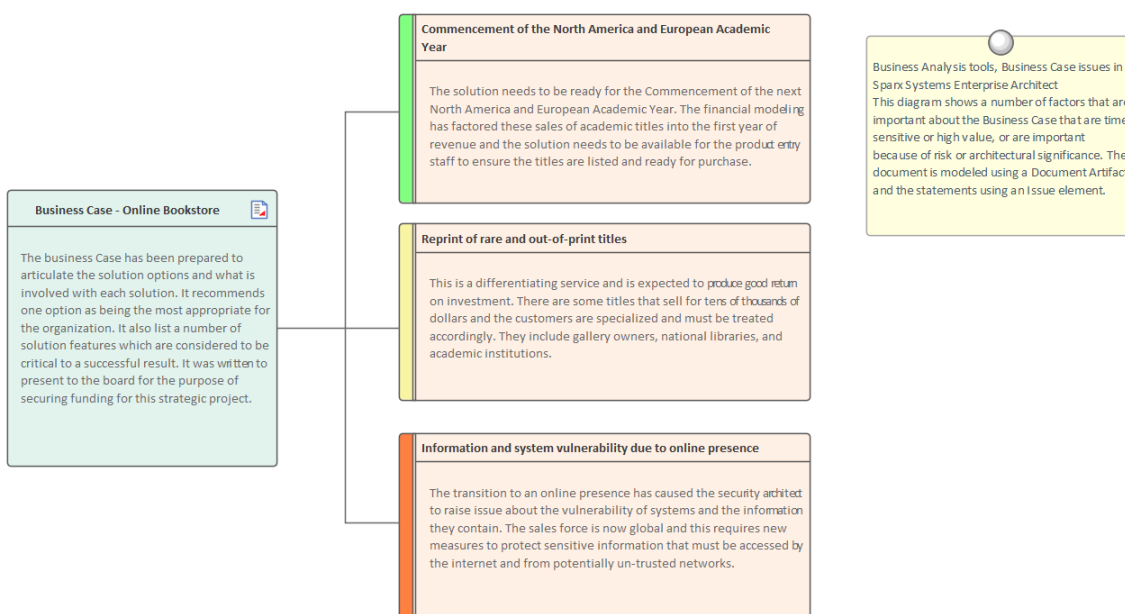 Business Case - Online Bookstore
The business Case has been prepared to
articulate the solution options and what is
involved with each solution. It recommends
one option as being the most appropriate for
the organization. It also list a number of
solution features which are considered to be
critical to a successful result. It was written to
present to the board for the purpose of
securing funding for this strategic project.
Commencement of the North America and European Academic
Year
The solution needs to be ready for the Commencement of the next
North America and European Academic Year. The financial modeling
has factored these sales of academic titles into the first year of
revenue and the solution needs to be available for the product entry
staff to ensure the titles are listed and ready for purchase.
Reprint of rare and out-of-print titles
This is a differentiating service and is expected to produce good return
on investment. There are some titles that sell for tens of thousands of
dollars and the customers are specialized and must be treated
accordingly. They include gallery owners, national libraries, and
academic institutions.
Information and system vulnerability due to online presence
The transition to an online presence has caused the security architect
to raise issue about the vulnerability of systems and the information
they contain. The sales force is now global and this requires new
measures to protect sensitive information that must be accessed by
the internet and from potentially un-trusted networks.
Business Analysis tools, Business Case issues in
Sparx Systems Enterprise Architect
This diagram shows a number of factors that are
important about the Business Case that are time
sensitive or high value, or are important
because of risk or architectural significance. The
document is modeled using a Document Artifact
and the statements using an Issue element.